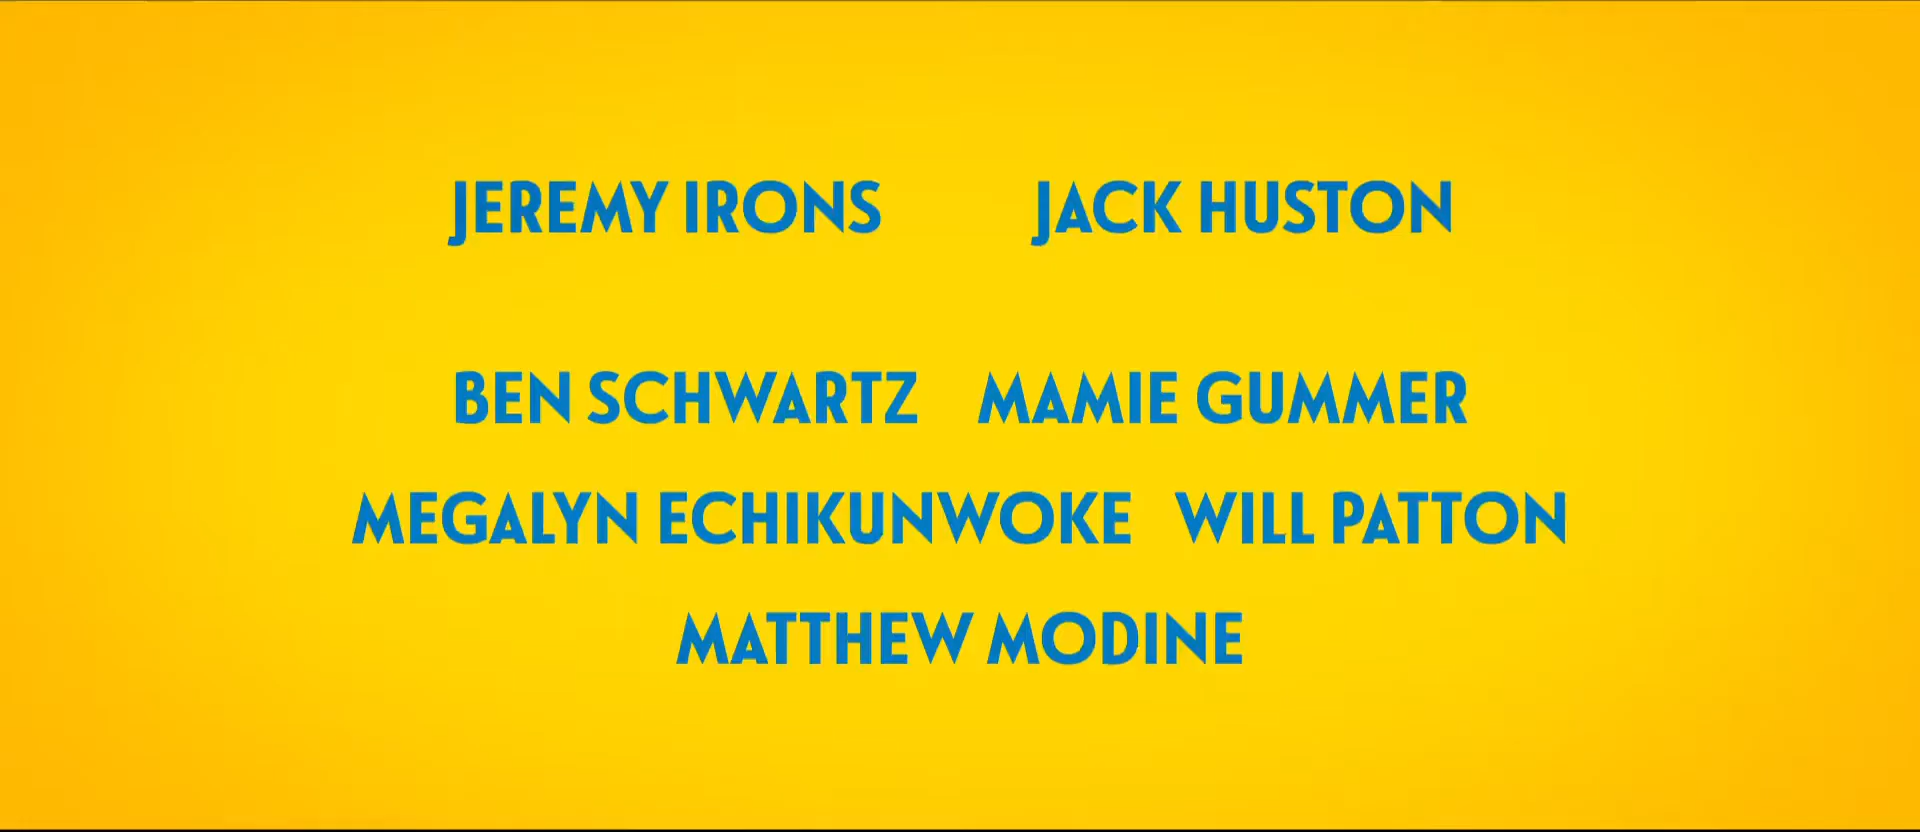 JEREMY IRONS JACK HUSTON
BEN SCHWARTZ MAMIE GUMMER
MEGALYN ECHIKUNWOKE WILL PATTON
MATTHEW MODINE